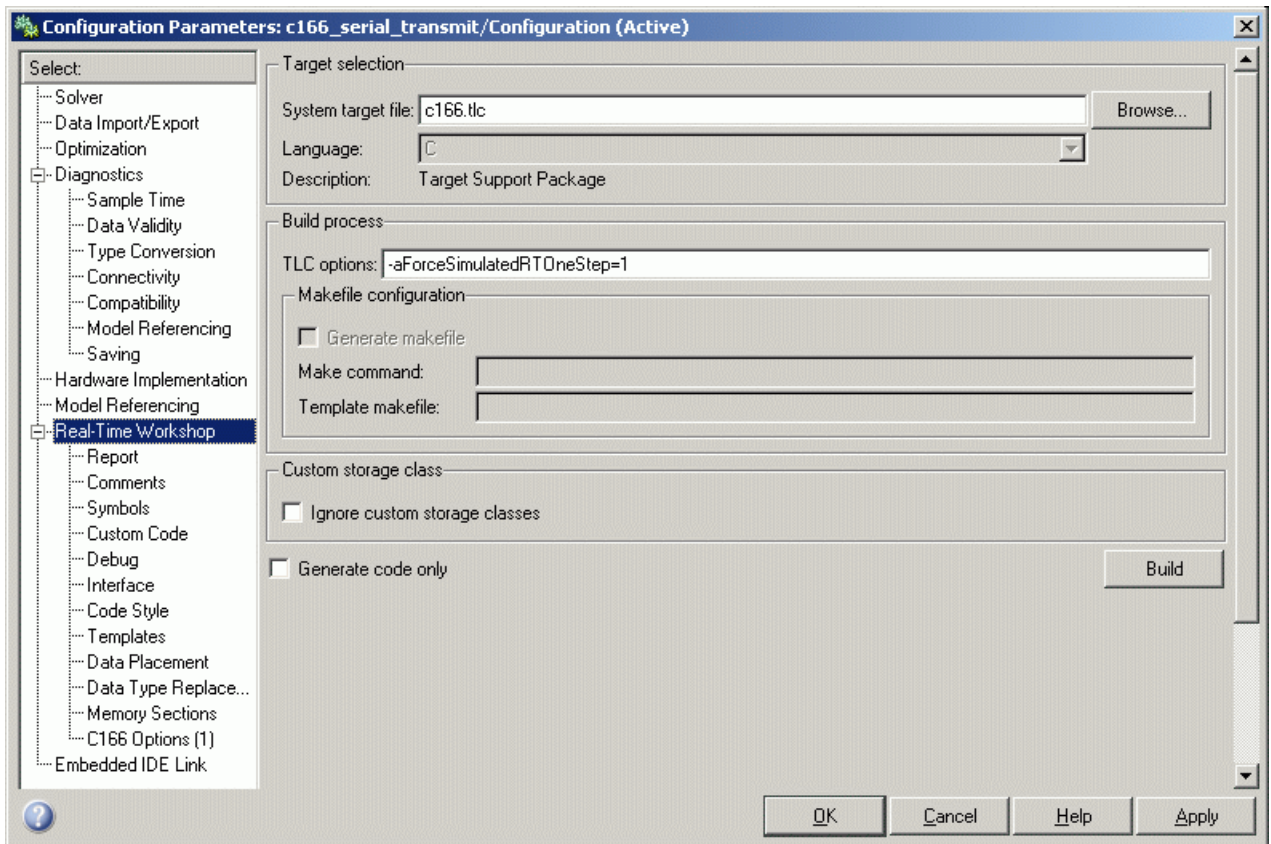 Configuration Parameters: c166_serial_transmit/Configuration (Active)
Select:
Solver
Data Import/Export
Optimization
Diagnostics
Sample Time
Data Validity
Type Conversion
Connectivity
Compatibility
Model Referencing
Saving
Hardware Implementation
Model Referencing
Real-Time Workshop
Report
Comments
Symbols
Custom Code
Debug
Interface
Code Style
Templates
Data Placement
Data Type Replace...
Memory Sections
C166 Options (1)
Embedded IDE Link
Target selection
System target file: c166.tlc Browse...
Language: C
Description: Target Support Package
Build process
TLC options: -aForceSimulatedRTOneStep=1
Makefile configuration
Generate makefile
Make command:
Template makefile:
Custom storage class
Ignore custom storage classes
Generate code only Build
? OK Cancel Help Apply